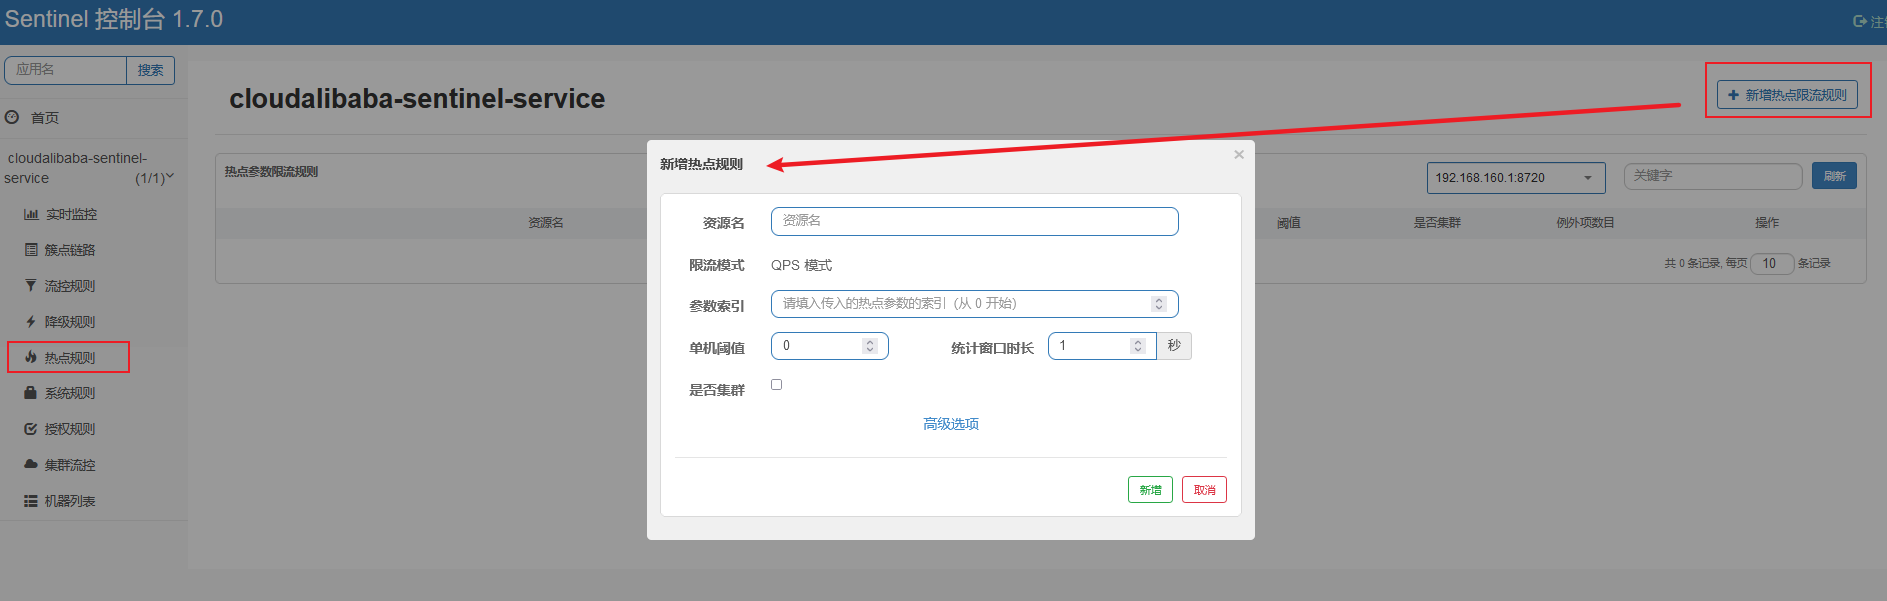 Sentinel 控制台 1.7.0
应用名
搜索
首页
cloudalibaba-sentinel-
service (1/1)
实时监控
簇点链路
流控规则
降级规则
热点规则
系统规则
授权规则
集群流控
机器列表
cloudalibaba-sentinel-service
新增热点限流规则
热点参数限流规则
192.168.160.1:8720
关键字
刷新
资源名
阈值
是否集群
例外项数目
操作
共 0 条记录, 每页 10 条记录
新增热点规则
×
资源名
资源名
限流模式
QPS 模式
参数索引
请填入传入的热点参数的索引（从 0 开始）
单机阈值
0
统计窗口时长
1
秒
是否集群
高级选项
新增
取消